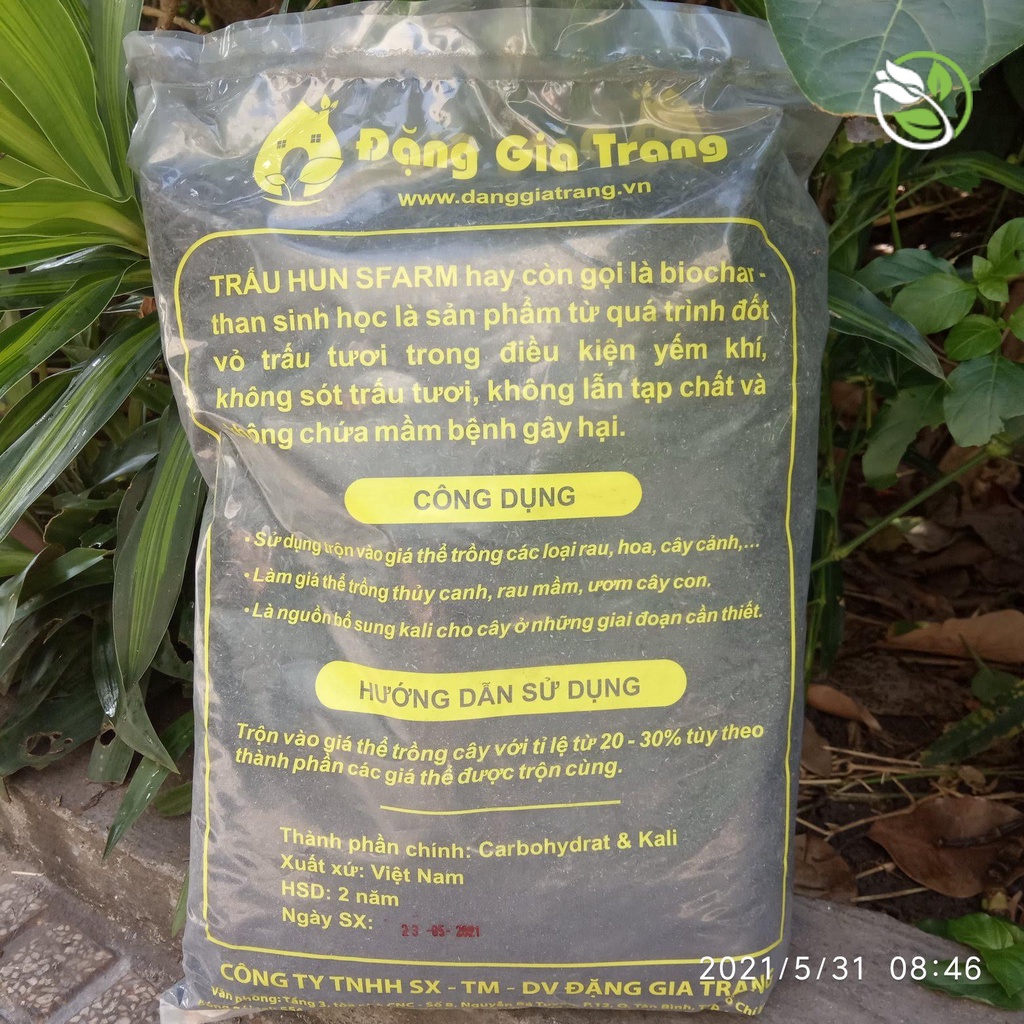 Đặng Gia Trang
www.danggiatrang.vn
TRẤU HUN SFARM hay còn gọi là biochar -
than sinh học là sản phẩm từ quá trình đốt
vỏ trấu tươi trong điều kiện yếm khí,
không sót trấu tươi, không lẫn tạp chất và
không chứa mầm bệnh gây hại.
CÔNG DỤNG
• Sử dụng trộn vào giá thể trồng các loại rau, hoa, cây cảnh,...
• Làm giá thể trồng thủy canh, rau mầm, ươm cây con.
• Là nguồn bổ sung kali cho cây ở những giai đoạn cần thiết.
HƯỚNG DẪN SỬ DỤNG
Trộn vào giá thể trồng cây với tỉ lệ từ 20 - 30% tùy theo
thành phần các giá thể được trộn cùng.
Thành phần chính: Carbohydrat & Kali
Xuất xứ: Việt Nam
HSD: 2 năm
Ngày SX: 23 -05- 2021
CÔNG TY TNHH SX - TM - DV ĐẶNG GIA TRANG
2021/5/31 08:46
Văn phòng: Tầng 3,